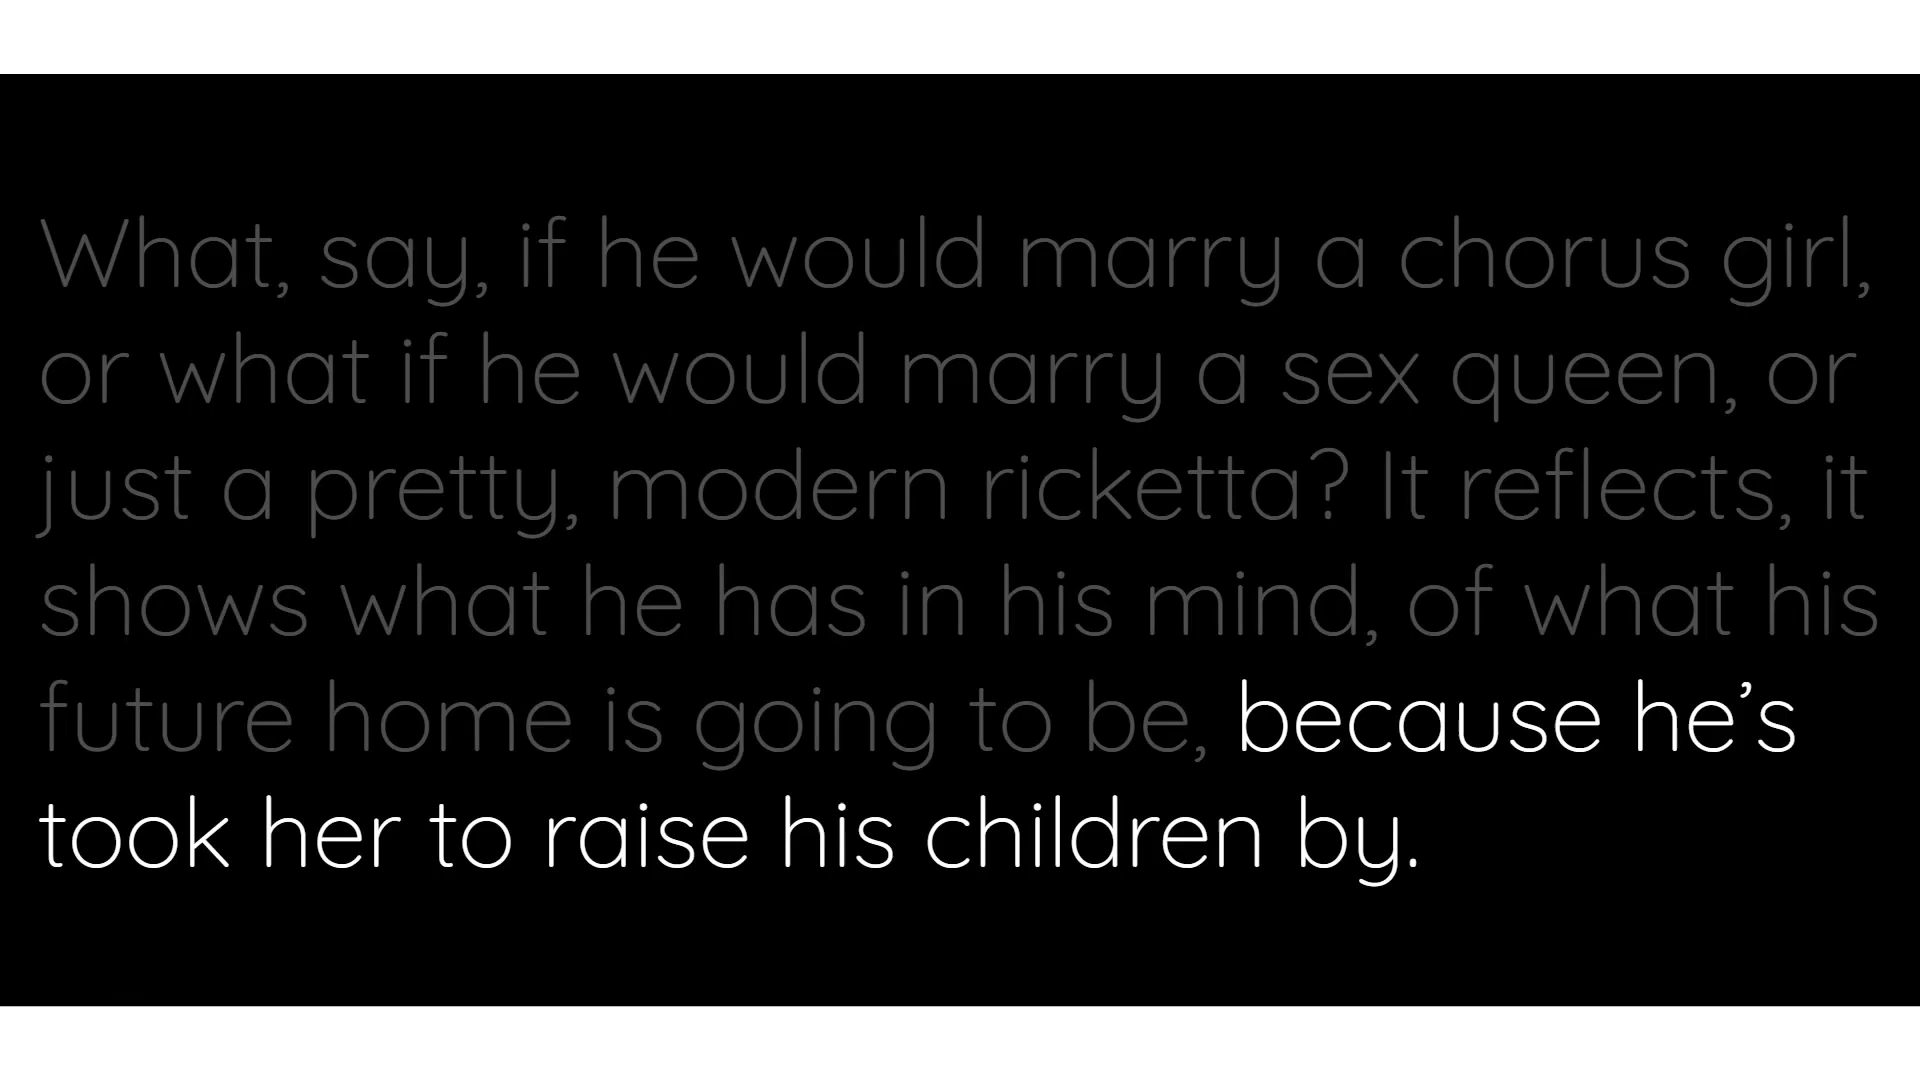 What, say, if he would marry a chorus girl,
or what if he would marry a sex queen, or
just a pretty, modern ricketta? It reflects, it
shows what he has in his mind, of what his
future home is going to be, because he’s
took her to raise his children by.